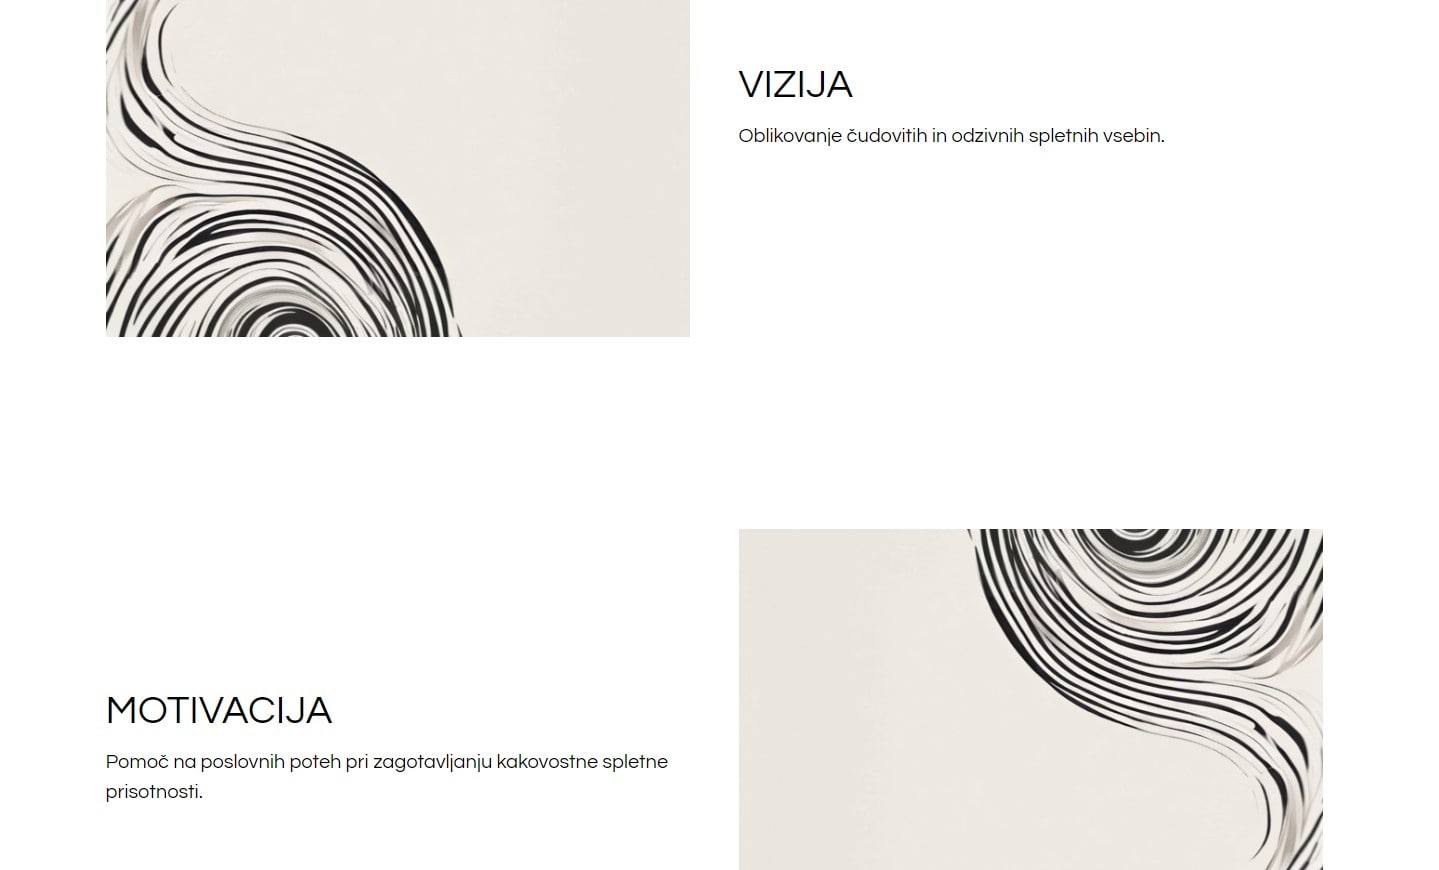 VIZIJA
Oblikovanje čudovitih in odzivnih spletnih vsebin.
MOTIVACIJA
Pomoč na poslovnih poteh pri zagotavljanju kakovostne spletne
prisotnosti.